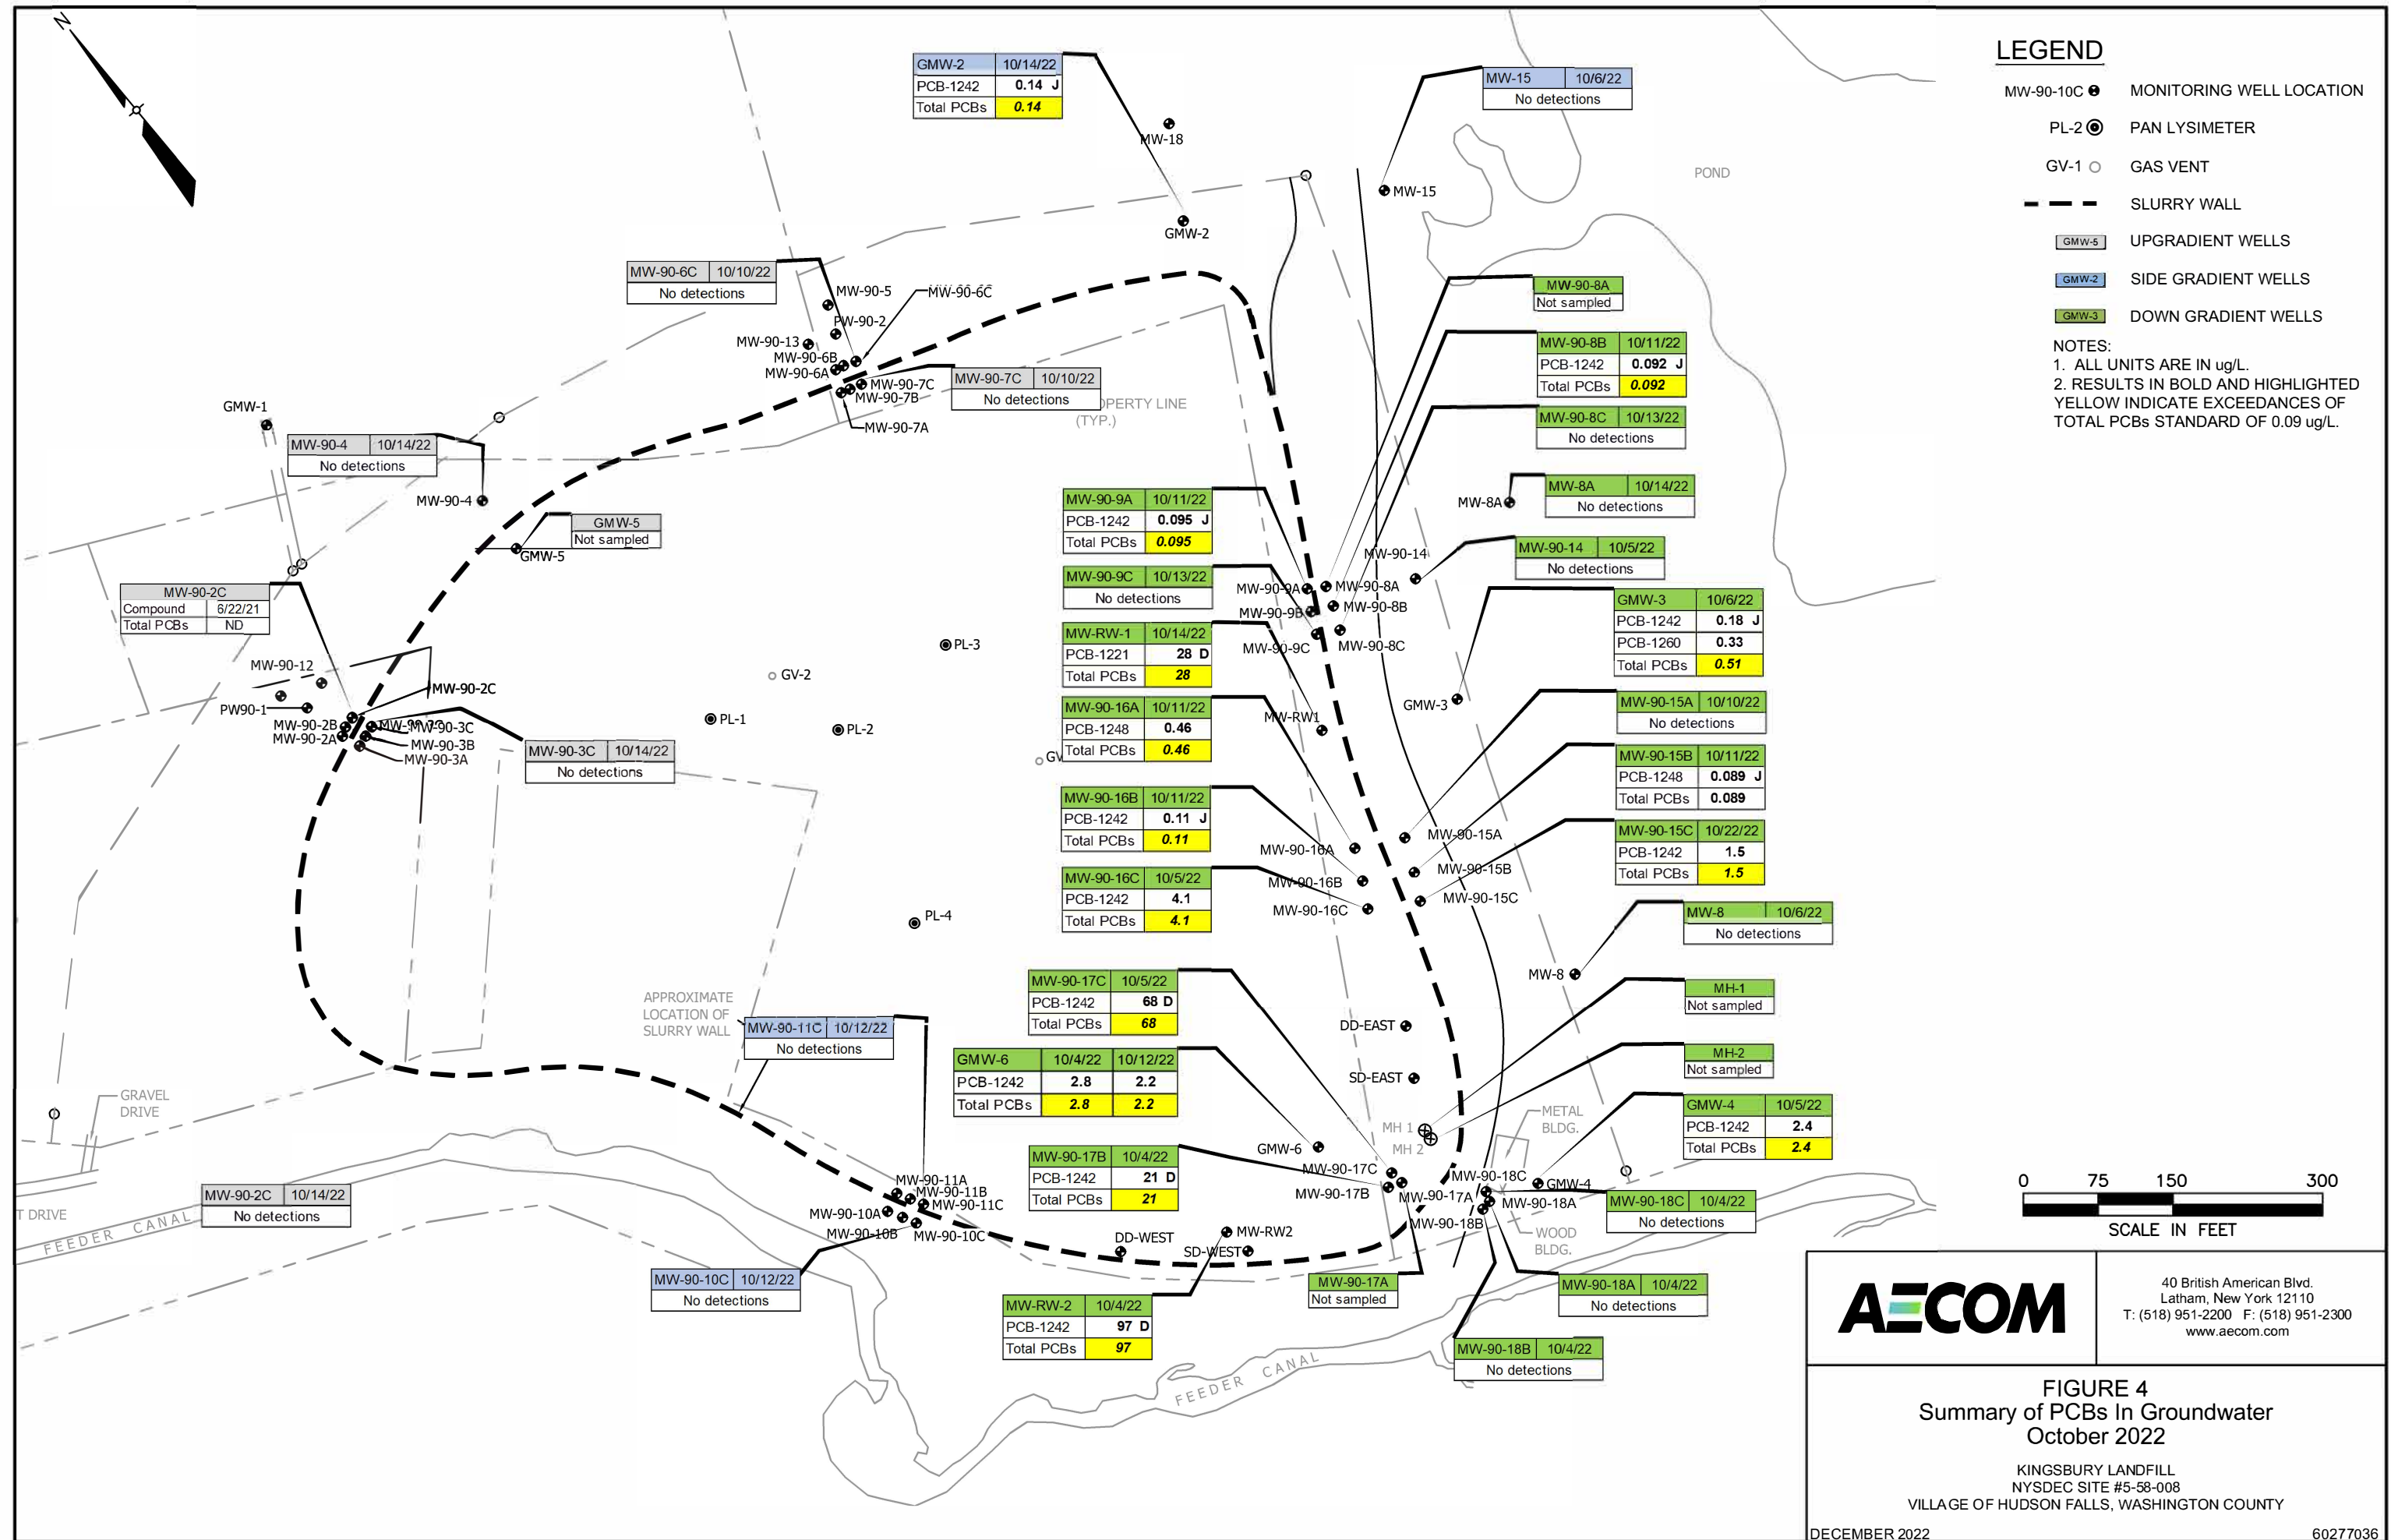 N
GMW-2 10/14/22
PCB-1242 0.14 J
Total PCBs 0.14
MW-18
GMW-2
MW-15 10/6/22
No detections
MW-15
POND
LEGEND
MW-90-10C MONITORING WELL LOCATION
PL-2 PAN LYSIMETER
GV-1 GAS VENT
SLURRY WALL
GMW-5 UPGRADIENT WELLS
GMW-2 SIDE GRADIENT WELLS
GMW-3 DOWN GRADIENT WELLS
NOTES:
1. ALL UNITS ARE IN ug/L.
2. RESULTS IN BOLD AND HIGHLIGHTED
YELLOW INDICATE EXCEEDANCES OF
TOTAL PCBs STANDARD OF 0.09 ug/L.
MW-90-6C 10/10/22
No detections
MW-90-5
MW-90-6C
PW-90-2
MW-90-13
MW-90-6B
MW-90-6A
MW-90-7C
MW-90-7B
MW-90-7A
MW-90-7C 10/10/22
No detections
OPERTY LINE
(TYP.)
GMW-1
MW-90-4 10/14/22
No detections
MW-90-4
GMW-5
Not sampled
GMW-5
MW-90-2C
Compound 6/22/21
Total PCBs ND
MW-90-12
PW90-1
MW-90-2B
MW-90-2A
MW-90-2C
MW-90-3C
MW-90-3B
MW-90-3A
MW-90-3C 10/14/22
No detections
PL-3
GV-2
PL-1
PL-2
GV
PL-4
MW-90-8A
Not sampled
MW-90-8B 10/11/22
PCB-1242 0.092 J
Total PCBs 0.092
MW-90-8C 10/13/22
No detections
MW-8A
MW-8A 10/14/22
No detections
MW-90-14
MW-90-14 10/5/22
No detections
MW-90-9A 10/11/22
PCB-1242 0.095 J
Total PCBs 0.095
MW-90-9C 10/13/22
No detections
MW-RW-1 10/14/22
PCB-1221 28 D
Total PCBs 28
MW-90-16A 10/11/22
PCB-1248 0.46
Total PCBs 0.46
MW-90-16B 10/11/22
PCB-1242 0.11 J
Total PCBs 0.11
MW-90-16C 10/5/22
PCB-1242 4.1
Total PCBs 4.1
MW-90-9A
MW-90-8A
MW-90-9B
MW-90-8B
MW-90-9C
MW-90-8C
MW-RW1
GMW-3
GMW-3 10/6/22
PCB-1242 0.18 J
PCB-1260 0.33
Total PCBs 0.51
MW-90-15A 10/10/22
No detections
MW-90-15B 10/11/22
PCB-1248 0.089 J
Total PCBs 0.089
MW-90-15C 10/22/22
PCB-1242 1.5
Total PCBs 1.5
MW-90-15A
MW-90-16A
MW-90-15B
MW-90-16B
MW-90-15C
MW-90-16C
MW-8 10/6/22
No detections
MW-8
MH-1
Not sampled
MH-2
Not sampled
GMW-4 10/5/22
PCB-1242 2.4
Total PCBs 2.4
MW-90-17C 10/5/22
PCB-1242 68 D
Total PCBs 68
GMW-6 10/4/22 10/12/22
PCB-1242 2.8 2.2
Total PCBs 2.8 2.2
MW-90-17B 10/4/22
PCB-1242 21 D
Total PCBs 21
APPROXIMATE
LOCATION OF
SLURRY WALL
MW-90-11C 10/12/22
No detections
DD-EAST
SD-EAST
MH 1
MH 2
METAL
BLDG.
GMW-6
MW-90-17C
MW-90-17B
MW-90-17A
MW-90-18C
GMW-4
MW-90-18A
MW-90-18B
WOOD
BLDG.
MW-90-18C 10/4/22
No detections
GRAVEL
DRIVE
T DRIVE
FEEDER CANAL
MW-90-2C 10/14/22
No detections
MW-90-11A
MW-90-11B
MW-90-11C
MW-90-10A
MW-90-10B
MW-90-10C
MW-90-10C 10/12/22
No detections
DD-WEST
SD-WEST
MW-RW2
MW-RW-2 10/4/22
PCB-1242 97 D
Total PCBs 97
MW-90-17A
Not sampled
MW-90-18A 10/4/22
No detections
MW-90-18B 10/4/22
No detections
FEEDER CANAL
0 75 150 300
SCALE IN FEET
AECOM
40 British American Blvd.
Latham, New York 12110
T: (518) 951-2200 F: (518) 951-2300
www.aecom.com
FIGURE 4
Summary of PCBs In Groundwater
October 2022
KINGSBURY LANDFILL
NYSDEC SITE #5-58-008
VILLAGE OF HUDSON FALLS, WASHINGTON COUNTY
DECEMBER 2022 60277036